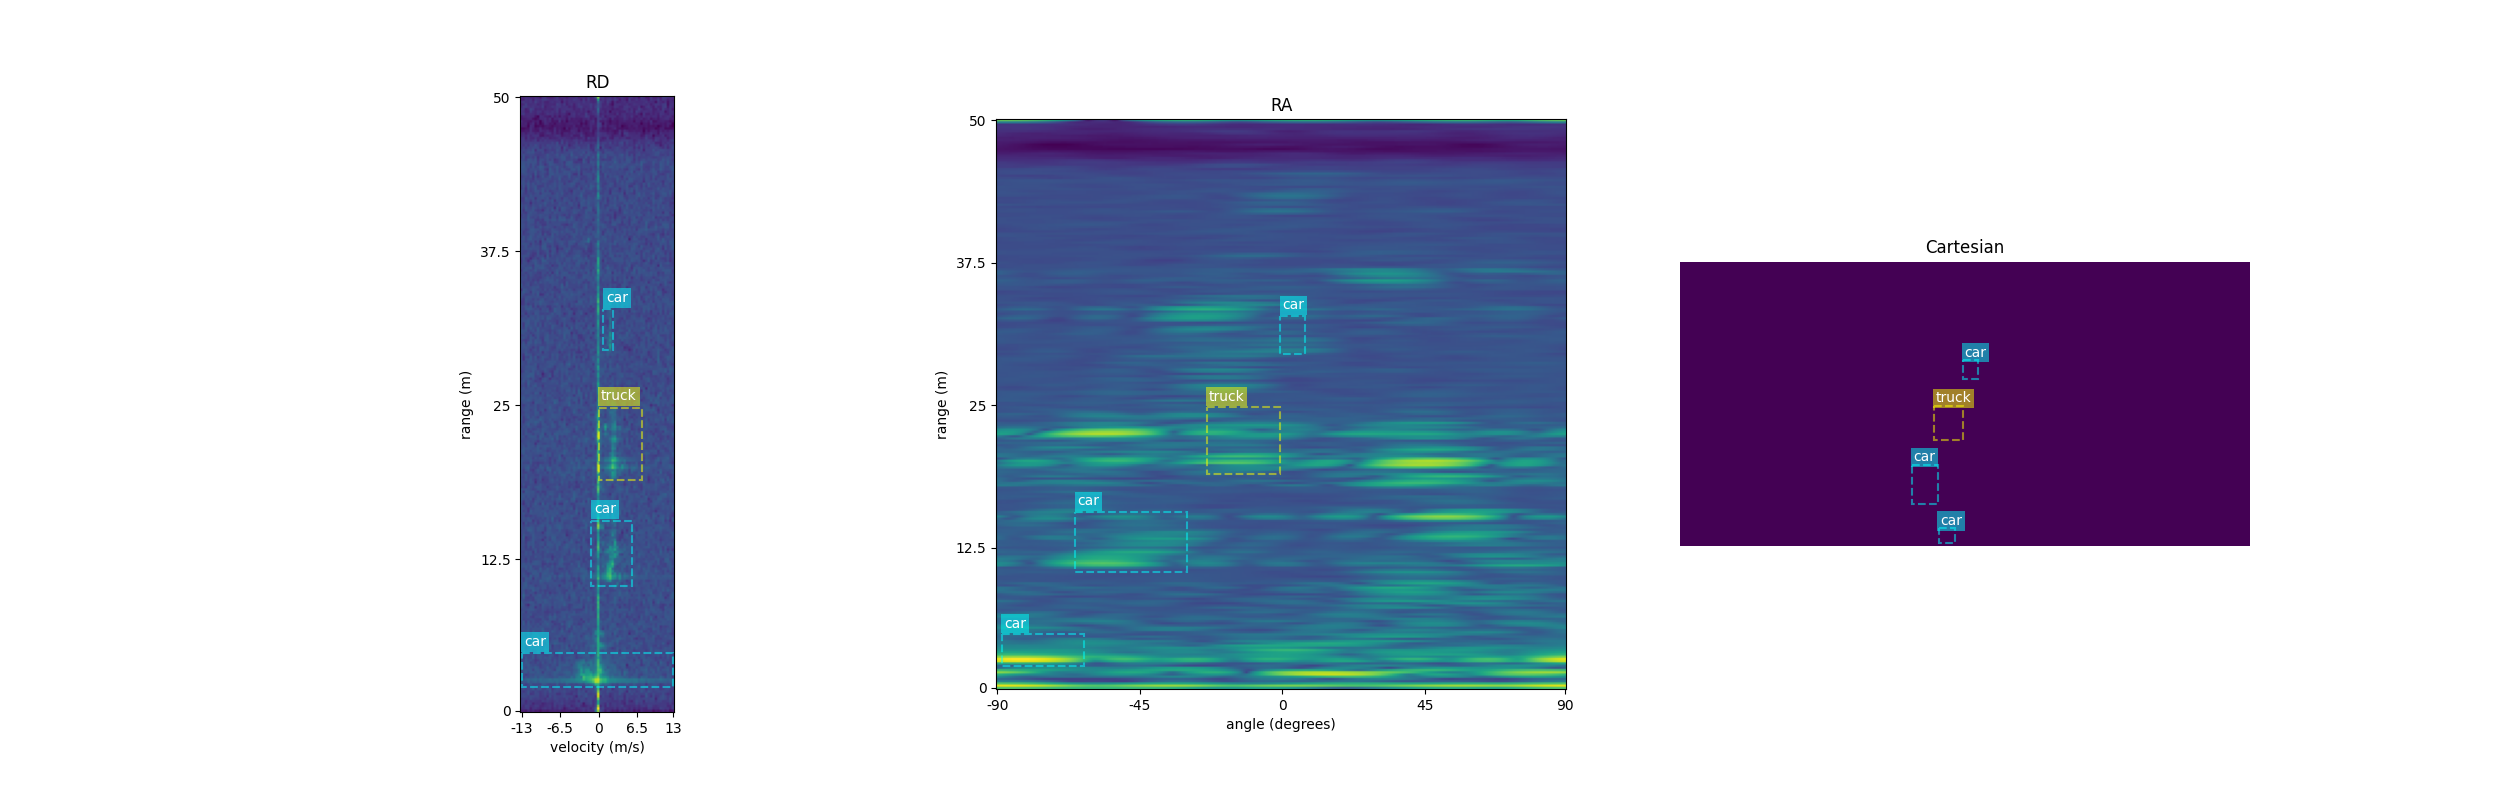 RD
50
37.5
25
12.5
0
range (m)
car
truck
car
car
-13 -6.5 0 6.5 13
velocity (m/s)
RA
50
37.5
25
12.5
0
range (m)
car
truck
car
car
-90 -45 0 45 90
angle (degrees)
Cartesian
car
truck
car
car